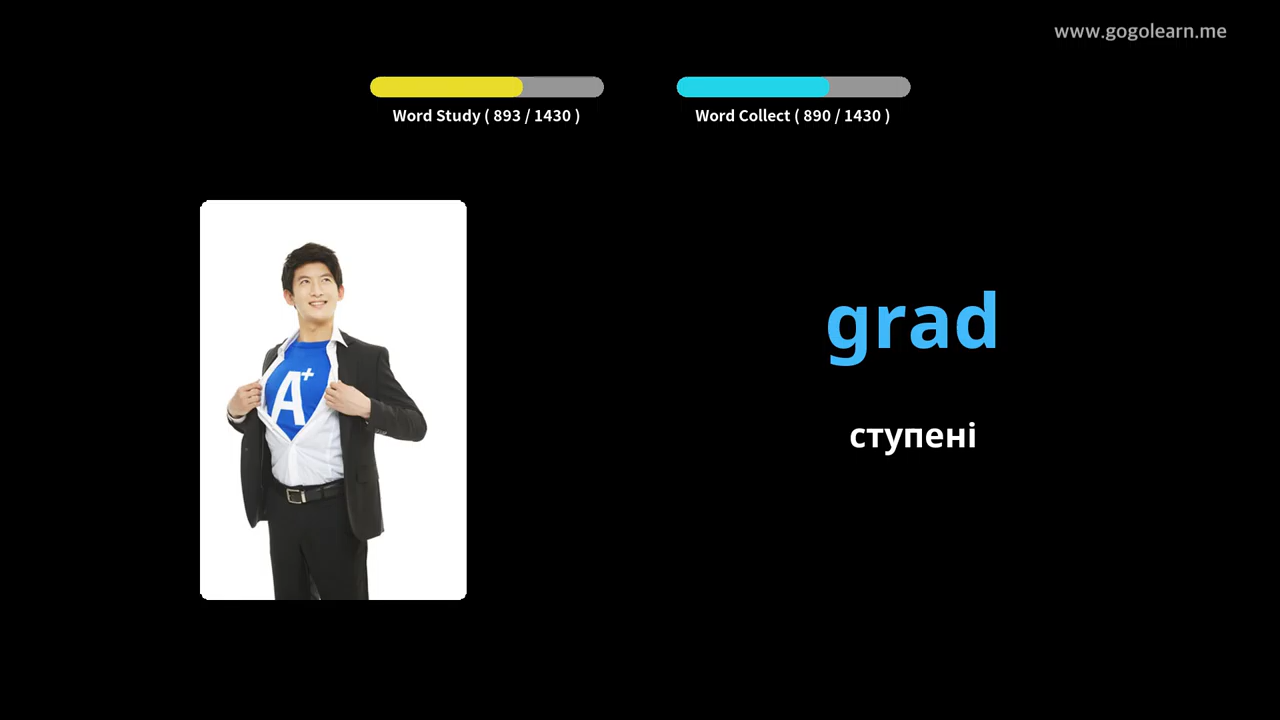 www.gogolearn.me
Word Study ( 893 / 1430 )
Word Collect ( 890 / 1430 )
A+
grad
ступені